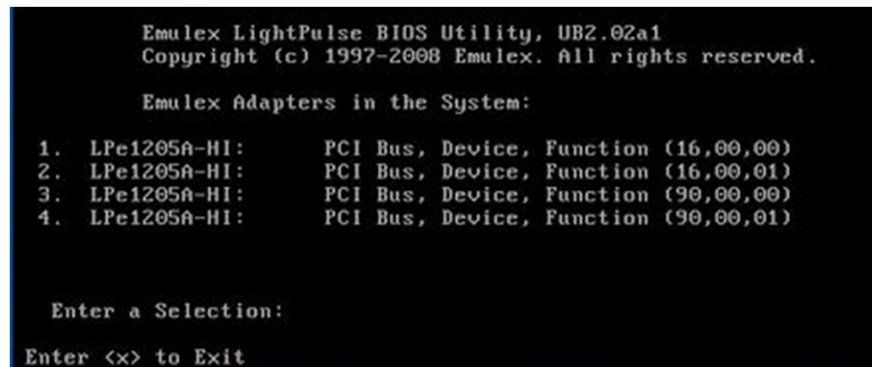 Emulex LightPulse BIOS Utility, UB2.02a1
Copyright (c) 1997-2008 Emulex. All rights reserved.
Emulex Adapters in the System:
1. LPe1205A-HI: PCI Bus, Device, Function (16,00,00)
2. LPe1205A-HI: PCI Bus, Device, Function (16,00,01)
3. LPe1205A-HI: PCI Bus, Device, Function (90,00,00)
4. LPe1205A-HI: PCI Bus, Device, Function (90,00,01)
Enter a Selection:
Enter <x> to Exit